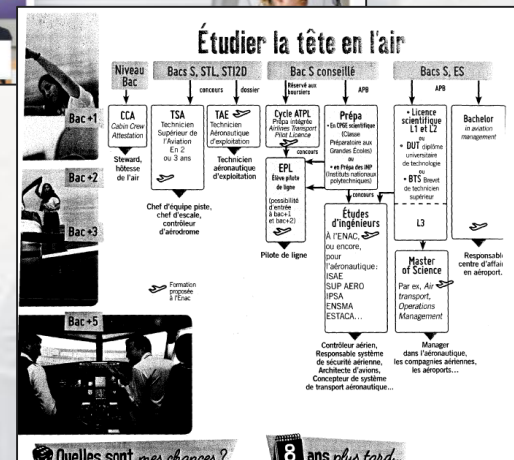 Étudier la tête en l'air
Niveau
Bac
Bacs S, STL, STI2D
Bac S conseillé
Bacs S, ES
concours
dossier
Réservé aux
boursiers
APB
APB
Bac +1
Bac +2
Bac +3
Bac +5
CCA
Cabin Crew
Attestation
Steward,
hôtesse
de l'air
TSA
Technicien
Supérieur de
l'Aviation
En 2
ou 3 ans
Chef d'équipe piste,
chef d'escale,
contrôleur
d'aérodrome
TAE
Technicien
Aéronautique
d'exploitation
Technicien
aéronautique
d'exploitation
Cycle ATPL
Prépa intégrée
Airlines Transport
Pilot Licence
concours
EPL
Élève pilote
de ligne
(possibilité
d'entrée
à bac+1
et bac+2)
Pilote de ligne
Prépa
• En CPGE scientifique
(Classe
Préparatoire aux
Grandes Écoles)
ou
• en Prépa des INP
(Instituts nationaux
polytechniques)
concours
Études
d'ingénieurs
À l'ENAC,
ou encore,
pour
l'aéronautique:
ISAE
SUP AERO
IPSA
ENSMA
ESTACA...
Contrôleur aérien,
Responsable système
de sécurité aérienne,
Architecte d'avions,
Concepteur de système
de transport aéronautique...
• Licence
scientifique
L1 et L2
ou
• DUT diplôme
universitaire
de technologie
ou
• BTS Brevet
de technicien
supérieur
L3
Master
of Science
Par ex, Air
transport,
Operations
Management
Manager
dans l'aéronautique,
les compagnies aériennes,
les aéroports...
Bachelor
in aviation
management
Responsabl
centre d'affai
en aéroport.
Formation
proposée
à l'Enac
Quelles sont mes chances?
8 ans plus tard...